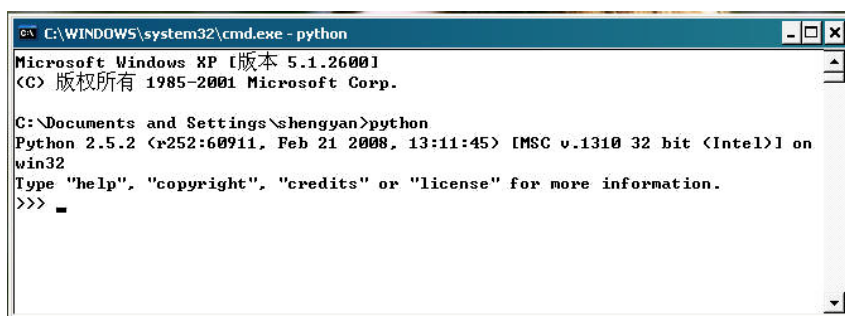 C:\WINDOWS\system32\cmd.exe - python
Microsoft Windows XP [版本 5.1.2600]
(C) 版权所有 1985-2001 Microsoft Corp.
C:\Documents and Settings\shengyan>python
Python 2.5.2 (r252:60911, Feb 21 2008, 13:11:45) [MSC v.1310 32 bit (Intel)] on
win32
Type "help", "copyright", "credits" or "license" for more information.
>>> _